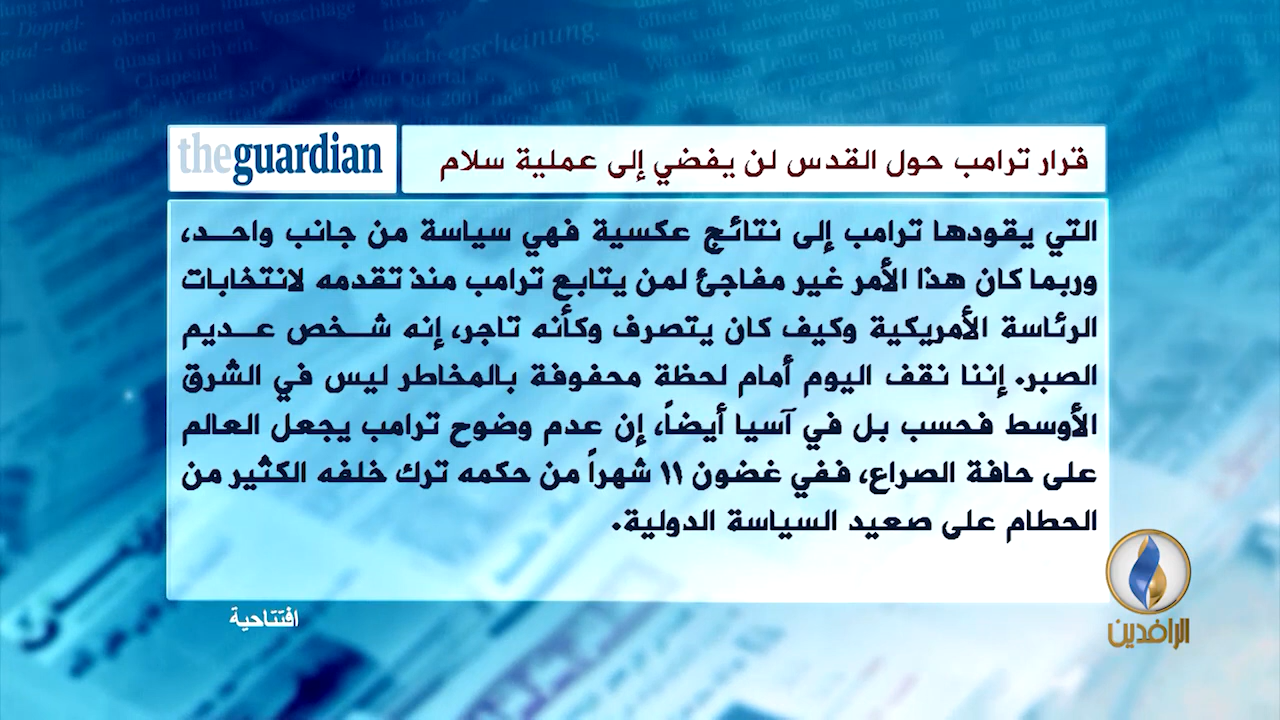 theguardian
قرار ترامب حول القدس لن يفضي إلى عملية سلام
التي يقودها ترامب إلى نتائج عكسية فهي سياسة من جانب واحــد،
وربما كان هذا الأمر غير مفاجئ لمن يتابع ترامب منذ تقدمه لانتخابات
الرئاسة الأمريكية وكيف كان يتصرف وكأنه تاجر، إنه شــخص عــديم
الصبر. إننا نقف اليوم أمام لحظة محفوفة بالمخاطر ليس في الشرق
الأوسط فحسب بل في آسيا أيضاً، إن عدم وضوح ترامب يجعل العالم
على حافة الصراع، ففي غضون ١١ شهراً من حكمه ترك خلفه الكثير من
الحطام على صعيد السياسة الدولية.
افتتاحية
الرافدين